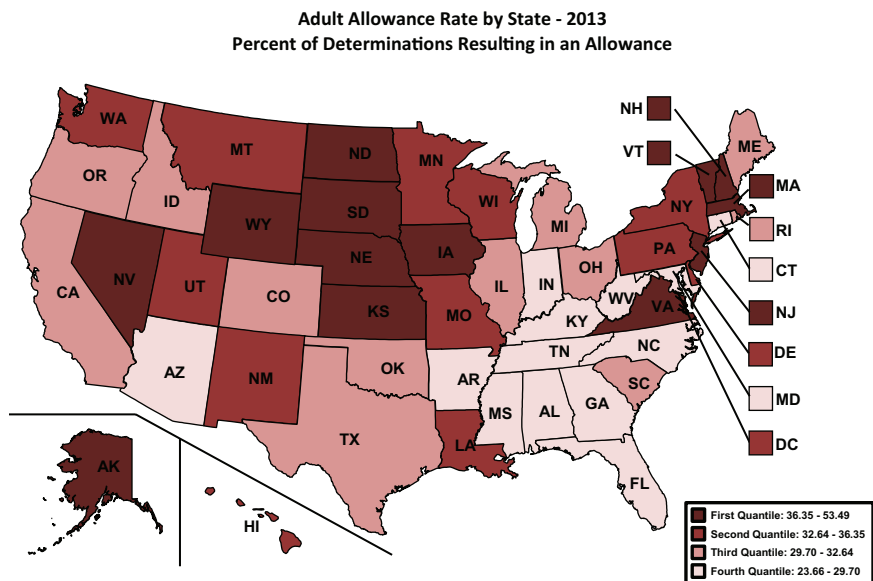 Adult Allowance Rate by State - 2013
Percent of Determinations Resulting in an Allowance
NH
WA
VT
ME
MT
ND
MN
OR
MA
ID
WI
NY
SD
WY
MI
RI
PA
IA
NE
CT
OH
NV
IL
IN
UT
CO
WV
CA
VA
KS
MO
NJ
KY
NC
DE
TN
AZ
OK
NM
AR
SC
MD
GA
MS
AL
TX
LA
DC
AK
FL
HI
First Quantile: 36.35 - 53.49
Second Quantile: 32.64 - 36.35
Third Quantile: 29.70 - 32.64
Fourth Quantile: 23.66 - 29.70